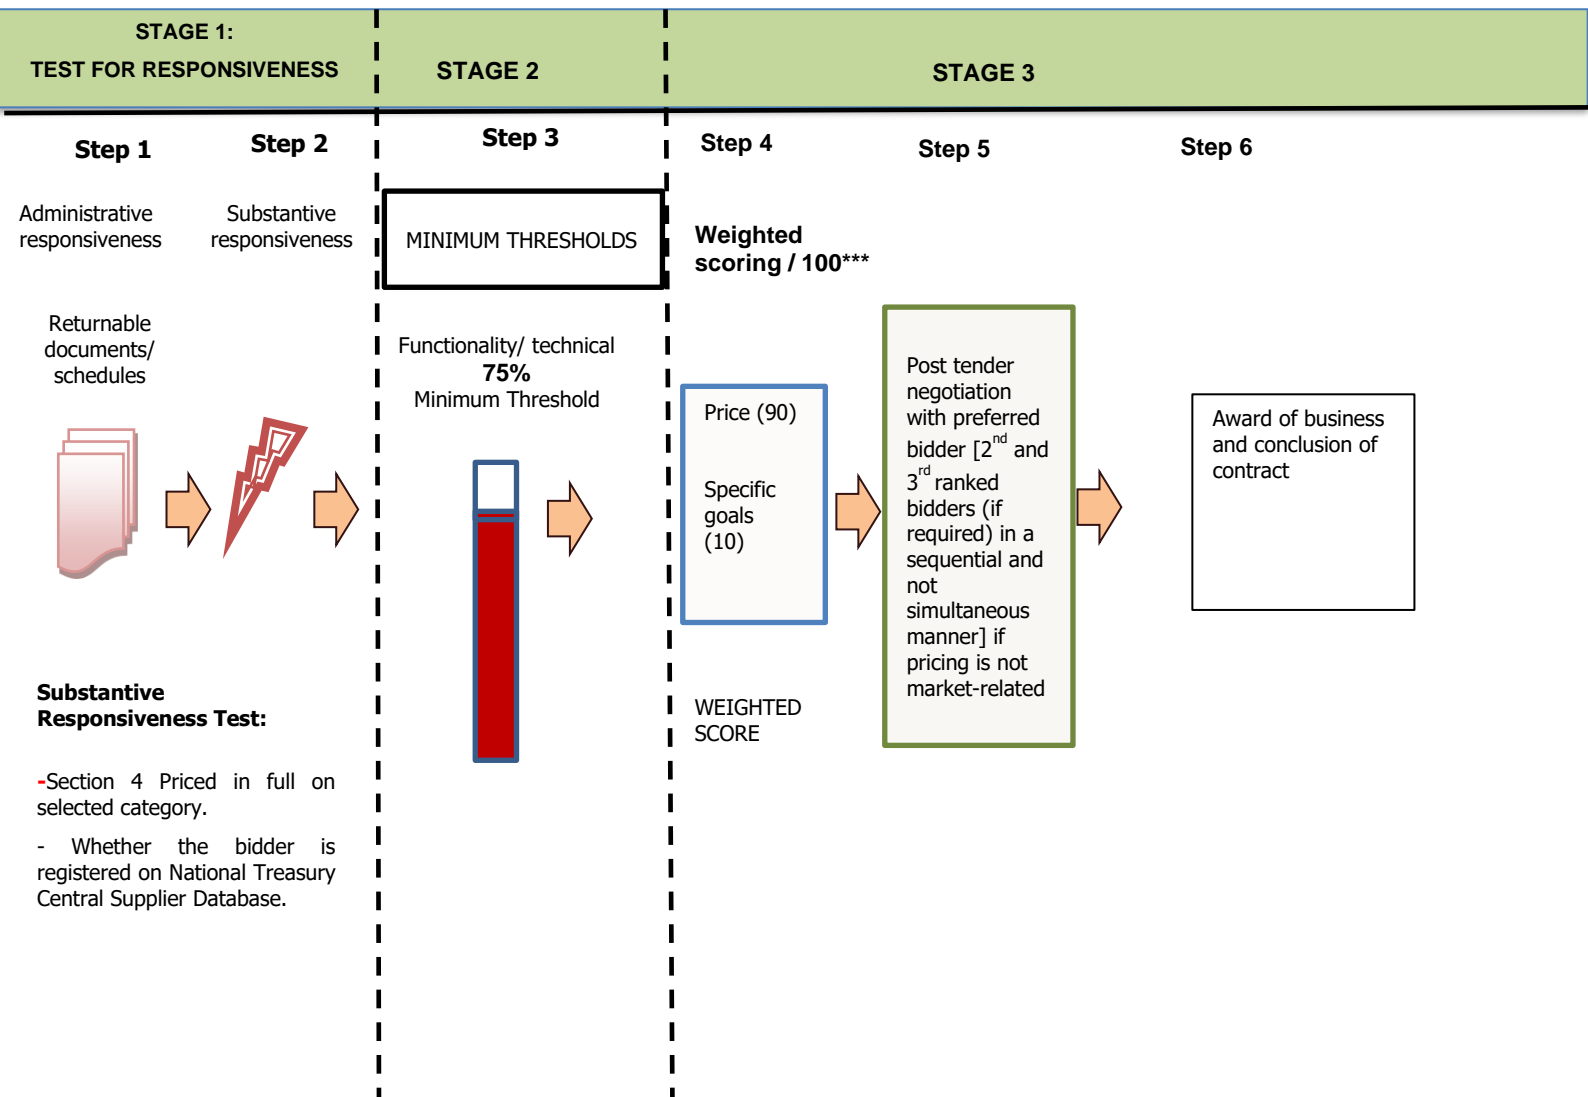 STAGE 1:
TEST FOR RESPONSIVENESS
STAGE 2
STAGE 3
Step 1
Step 2
Step 3
Step 4
Step 5
Step 6
Administrative
responsiveness
Substantive
responsiveness
MINIMUM THRESHOLDS
Weighted
scoring / 100***
Returnable
documents/
schedules
Functionality/ technical
75%
Minimum Threshold
Price (90)
Specific
goals
(10)
WEIGHTED
SCORE
Post tender
negotiation
with preferred
bidder [2nd and
3rd ranked
bidders (if
required) in a
sequential and
not
simultaneous
manner] if
pricing is not
market-related
Award of business
and conclusion of
contract
Substantive
Responsiveness Test:
-Section 4 Priced in full on
selected category.
- Whether the bidder is
registered on National Treasury
Central Supplier Database.